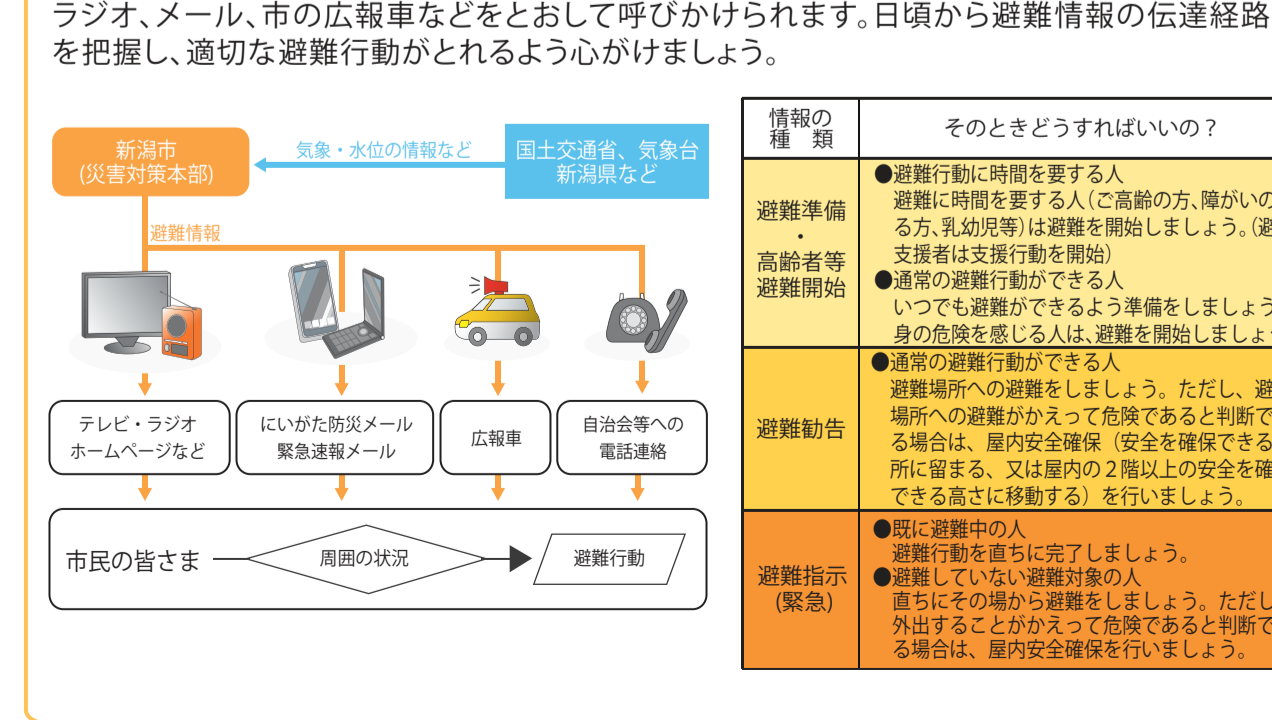 ラジオ、メール、市の広報車などをとおして呼びかけられます。日頃から避難情報の伝達経路
を把握し、適切な避難行動がとれるよう心がけましょう。
新潟市
(災害対策本部)
気象・水位の情報など
国土交通省、気象台
新潟県など
避難情報
テレビ・ラジオ
ホームページなど
にいがた防災メール
緊急速報メール
広報車
自治会等への
電話連絡
市民の皆さま
周囲の状況
避難行動
情報の
種　類
そのときどうすればいいの？
避難準備
・
高齢者等
避難開始
●避難行動に時間を要する人
避難に時間を要する人（ご高齢の方、障がいの
る方、乳幼児等）は避難を開始しましょう。（避
支援者は支援行動を開始）
●通常の避難行動ができる人
いつでも避難ができるよう準備をしましょう
身の危険を感じる人は、避難を開始しましょ
避難勧告
●通常の避難行動ができる人
避難場所への避難をしましょう。ただし、避
場所への避難がかえって危険であると判断で
る場合は、屋内安全確保（安全を確保できる
所に留まる、又は屋内の２階以上の安全を確
できる高さに移動する）を行いましょう。
避難指示
(緊急)
●既に避難中の人
避難行動を直ちに完了しましょう。
●避難していない避難対象の人
直ちにその場から避難をしましょう。ただし
外出することがかえって危険であると判断で
る場合は、屋内安全確保を行いましょう。